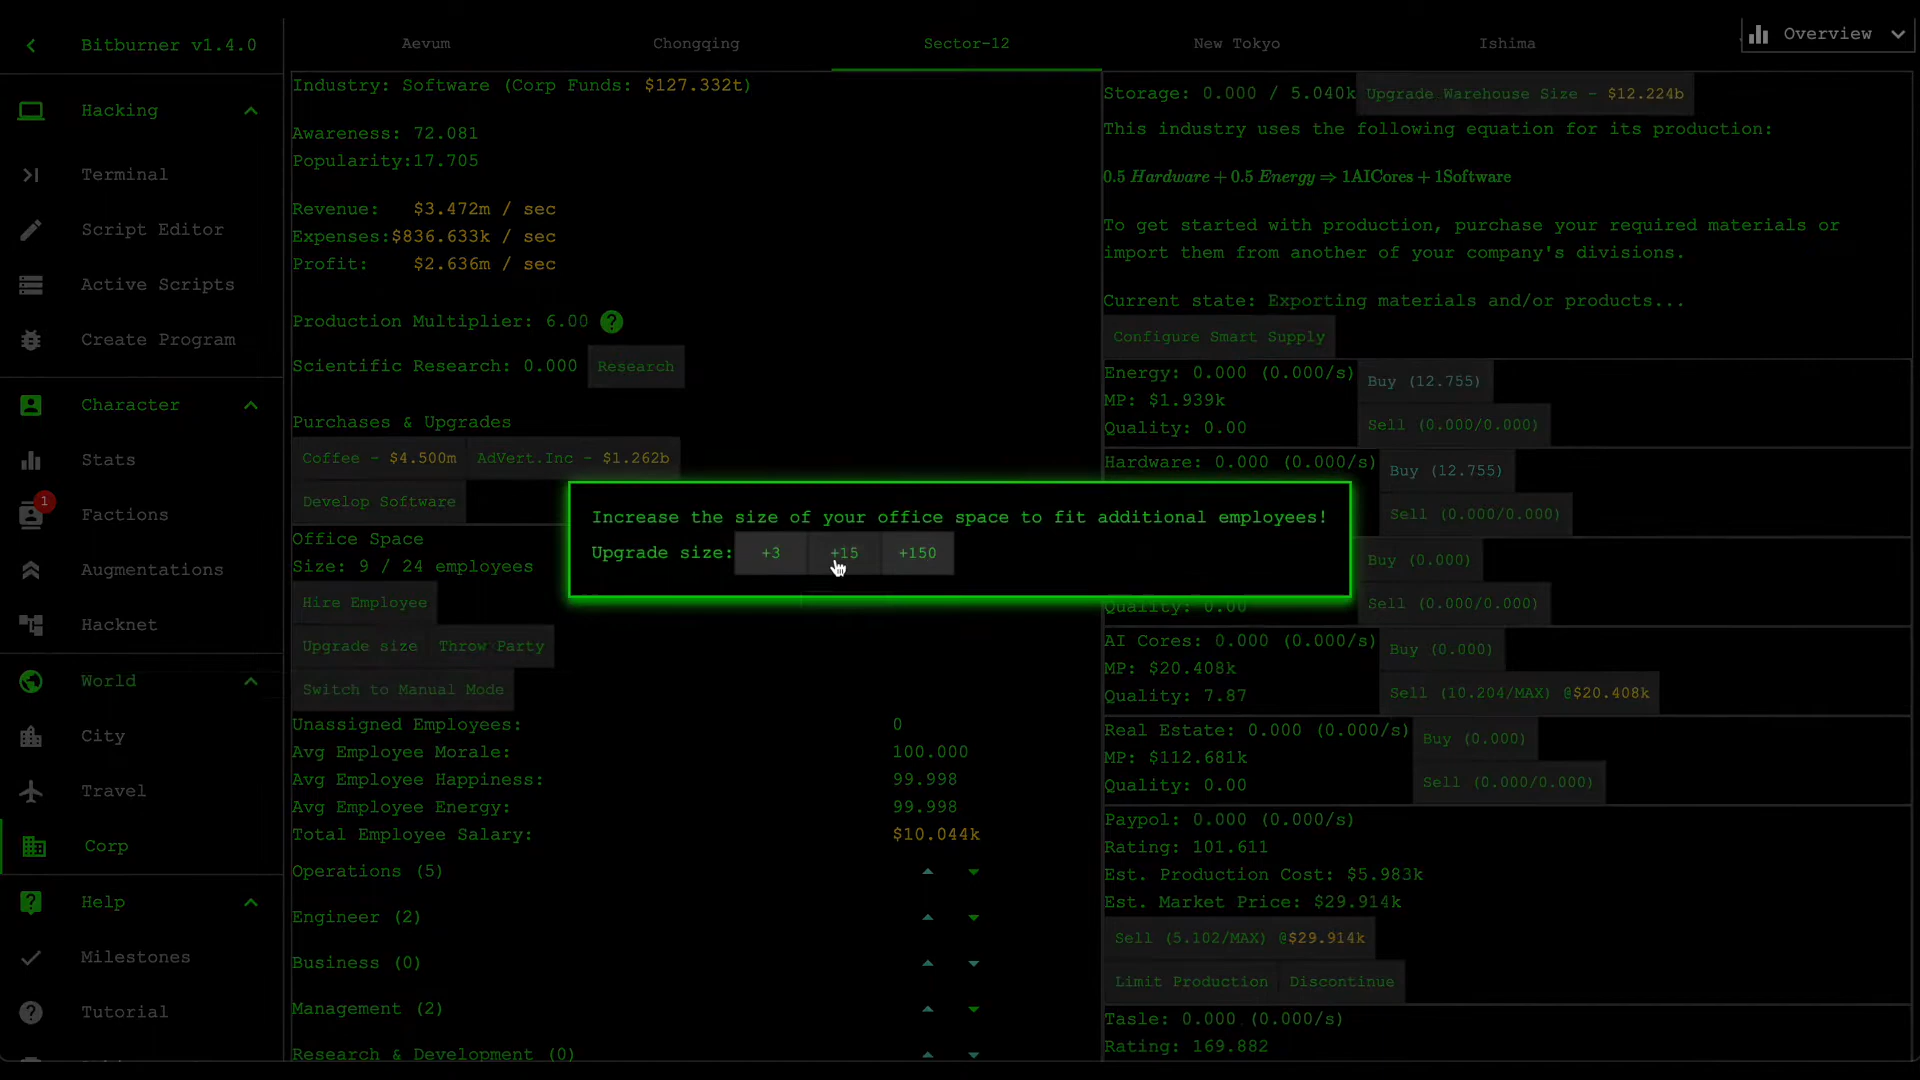 Bitburner v1.4.0
Hacking
Terminal
Script Editor
Active Scripts
Create Program
Character
Stats
1
Factions
Augmentations
Hacknet
World
City
Travel
Corp
Help
Milestones
Tutorial
Aevum
Chongqing
Sector-12
New Tokyo
Ishima
Overview
Industry: Software (Corp Funds: $127.332t)
Awareness: 72.081
Popularity:17.705
Revenue: $3.472m / sec
Expenses:$836.633k / sec
Profit: $2.636m / sec
Production Multiplier: 6.00 ?
Scientific Research: 0.000 Research
Purchases & Upgrades
Coffee - $4.500m AdVert.Inc - $1.262b
Develop Software
Office Space
Size: 9 / 24 employees
Hire Employee
Upgrade size Throw Party
Switch to Manual Mode
Unassigned Employees: 0
Avg Employee Morale: 100.000
Avg Employee Happiness: 99.998
Avg Employee Energy: 99.998
Total Employee Salary: $10.044k
Operations (5)
Engineer (2)
Business (0)
Management (2)
Research & Development (0)
Increase the size of your office space to fit additional employees!
Upgrade size: +3 +15 +150
Storage: 0.000 / 5.040k Upgrade Warehouse Size - $12.224b
This industry uses the following equation for its production:
0.5 Hardware + 0.5 Energy ⇒ 1AICores + 1Software
To get started with production, purchase your required materials or
import them from another of your company's divisions.
Current state: Exporting materials and/or products...
Configure Smart Supply
Energy: 0.000 (0.000/s) Buy (12.755)
MP: $1.939k
Quality: 0.00 Sell (0.000/0.000)
Hardware: 0.000 (0.000/s) Buy (12.755)
Sell (0.000/0.000)
Buy (0.000)
Quality: 0.00 Sell (0.000/0.000)
AI Cores: 0.000 (0.000/s) Buy (0.000)
MP: $20.408k
Quality: 7.87 Sell (10.204/MAX) @$20.408k
Real Estate: 0.000 (0.000/s) Buy (0.000)
MP: $112.681k
Quality: 0.00 Sell (0.000/0.000)
Paypol: 0.000 (0.000/s)
Rating: 101.611
Est. Production Cost: $5.983k
Est. Market Price: $29.914k
Sell (5.102/MAX) @$29.914k
Limit Production Discontinue
Tasle: 0.000 (0.000/s)
Rating: 169.882